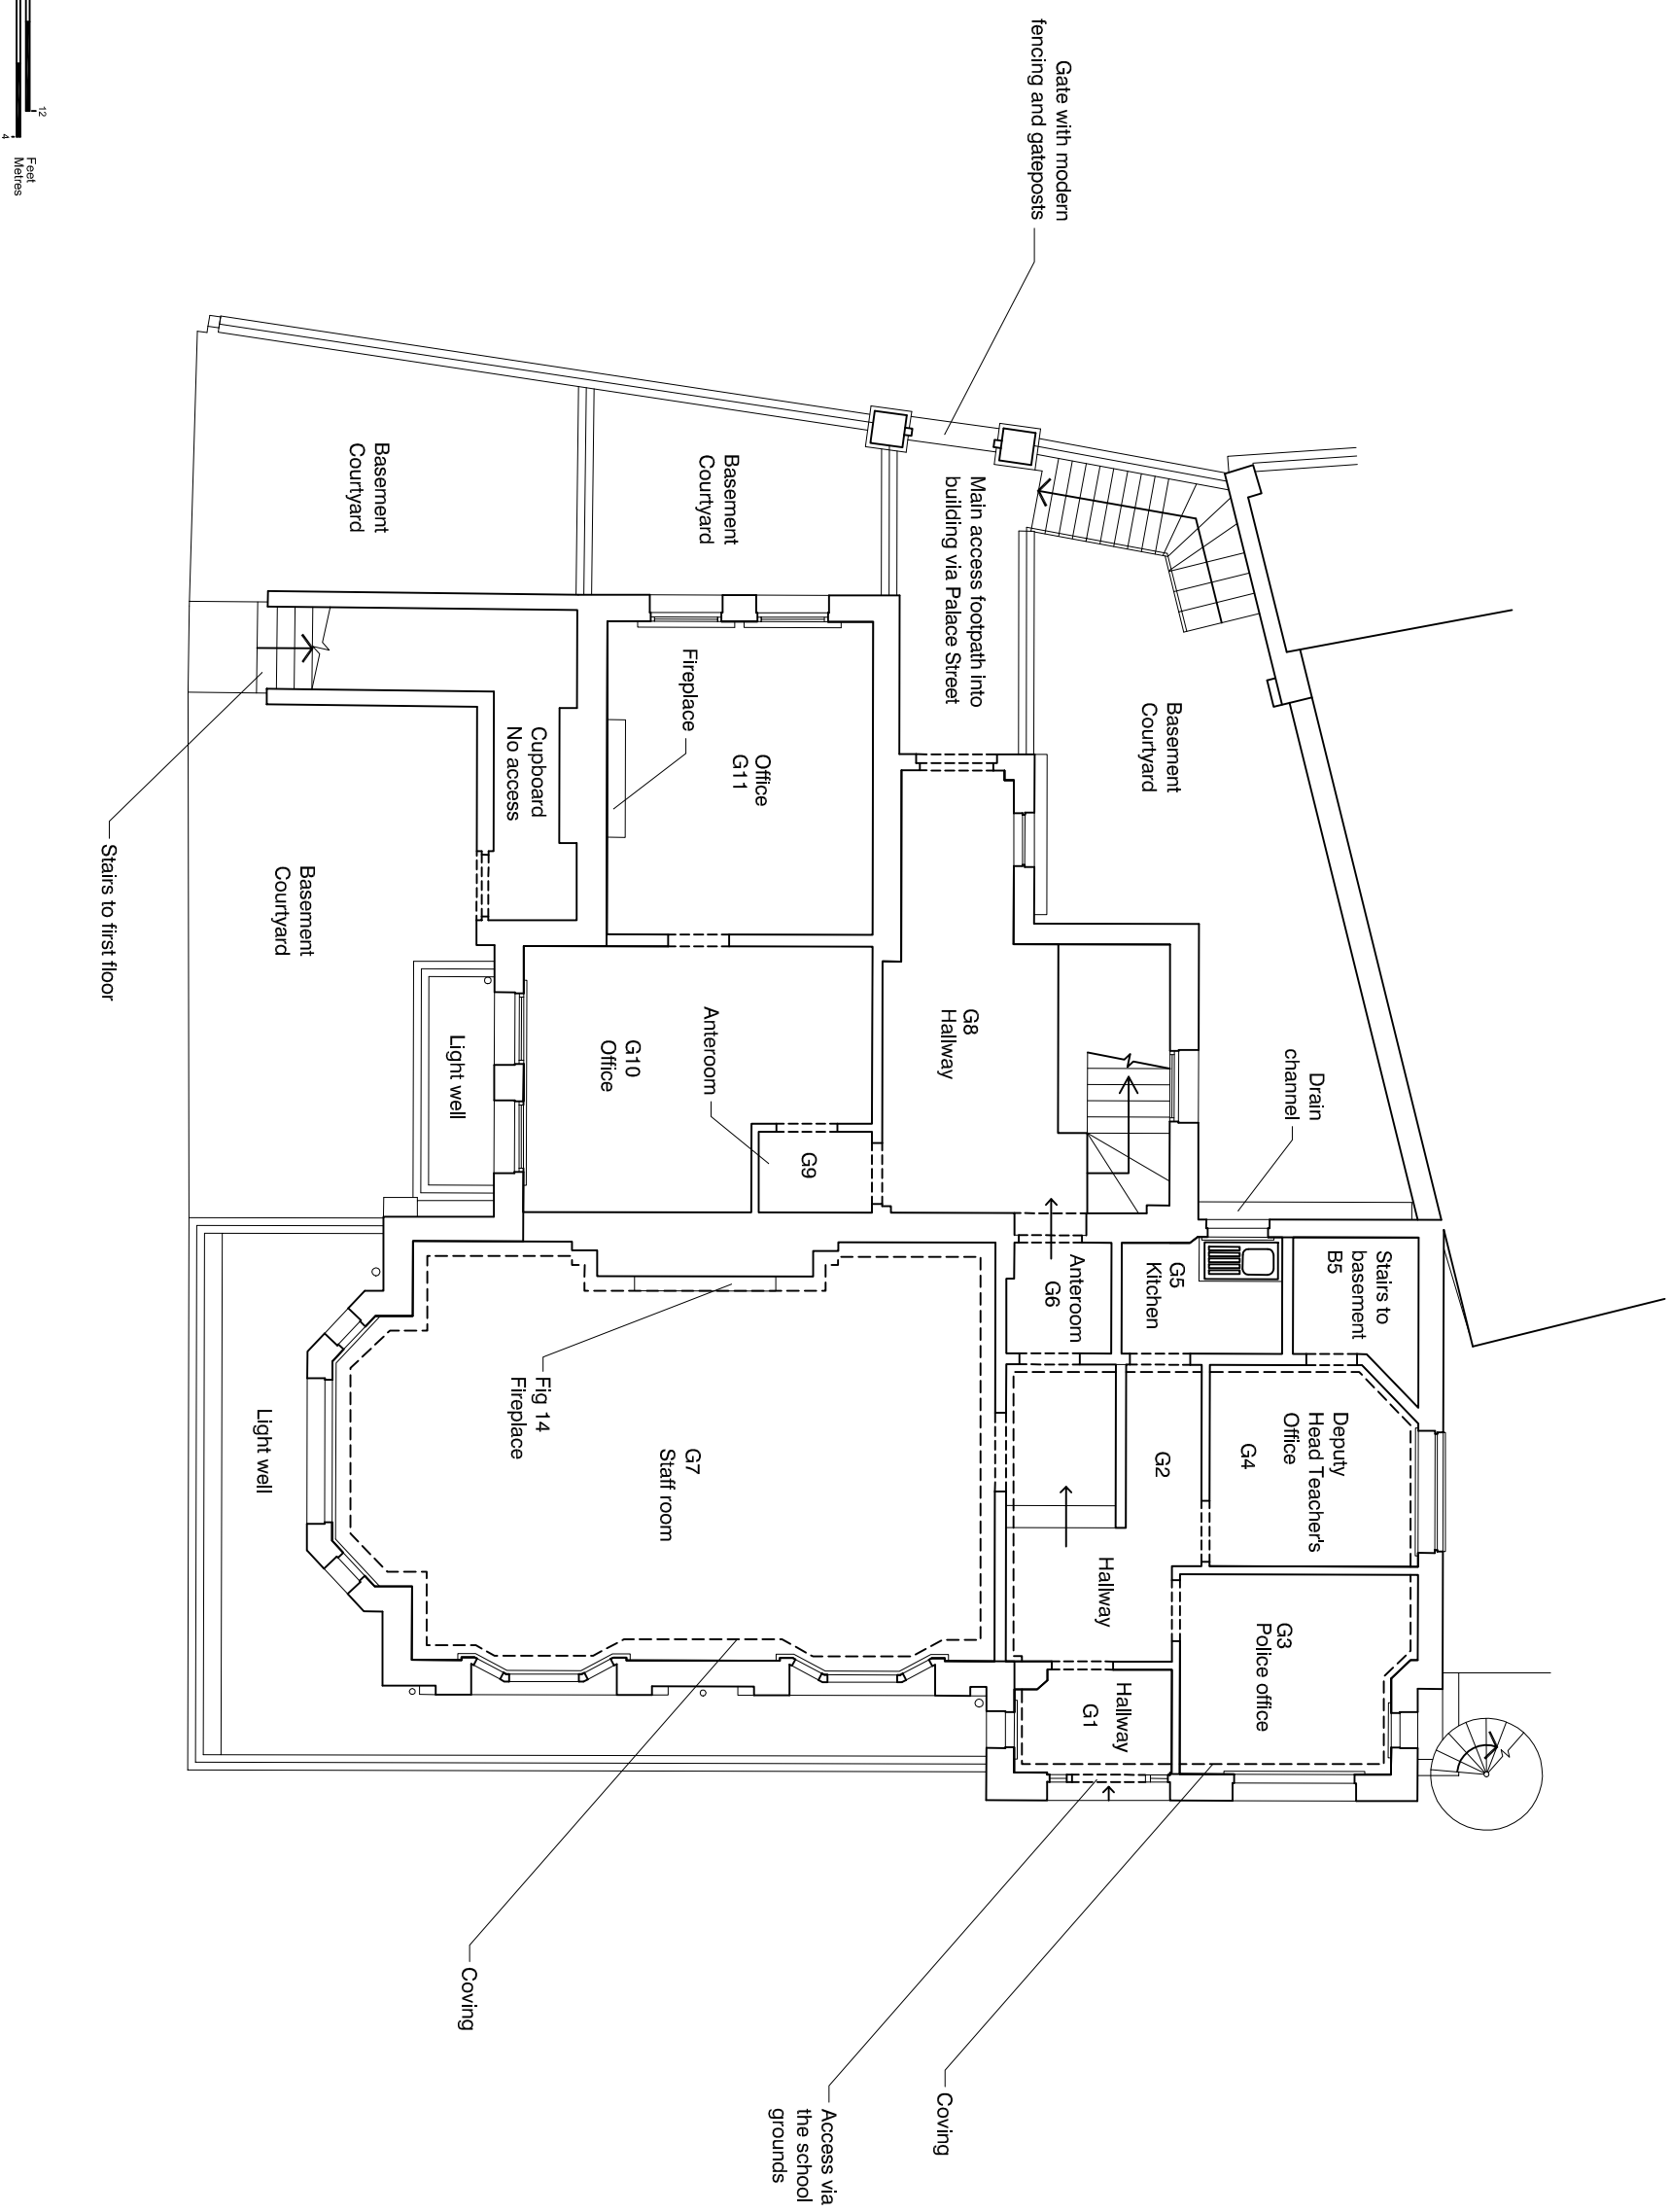 Gate with modern
fencing and gateposts
Main access footpath into
building via Palace Street
Basement
Courtyard
Basement
Courtyard
Basement
Courtyard
Basement
Courtyard
Drain
channel
Stairs to
basement
B5
G5
Kitchen
Anteroom
G6
G8
Hallway
Office
G11
Fireplace
Cupboard
No access
Anteroom
G9
G10
Office
Light well
Stairs to first floor
Deputy
Head Teacher's
Office
G4
G2
Hallway
G3
Police office
Hallway
G1
G7
Staff room
Fig 14
Fireplace
Light well
Coving
Access via
the school
grounds
Coving
12
4
Feet
Metres